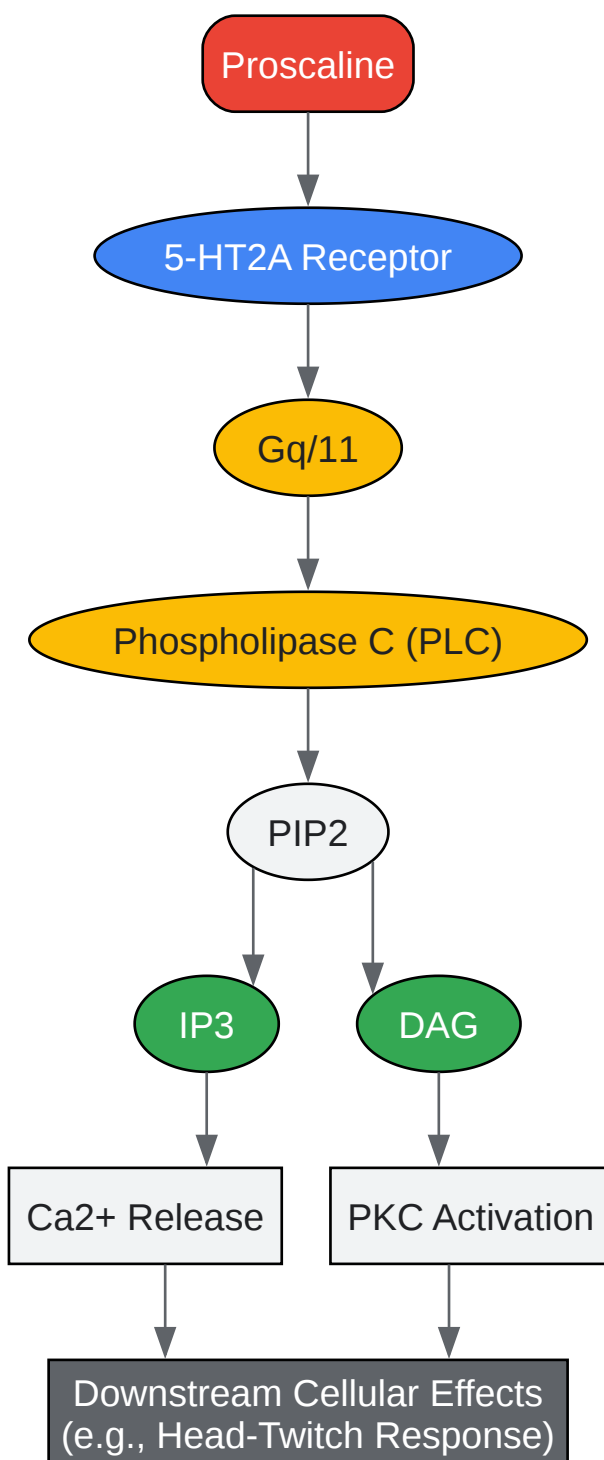 Proscaline
5-HT2A Receptor
Gq/11
Phospholipase C (PLC)
PIP2
IP3
DAG
Ca2+ Release
PKC Activation
Downstream Cellular Effects
(e.g., Head-Twitch Response)